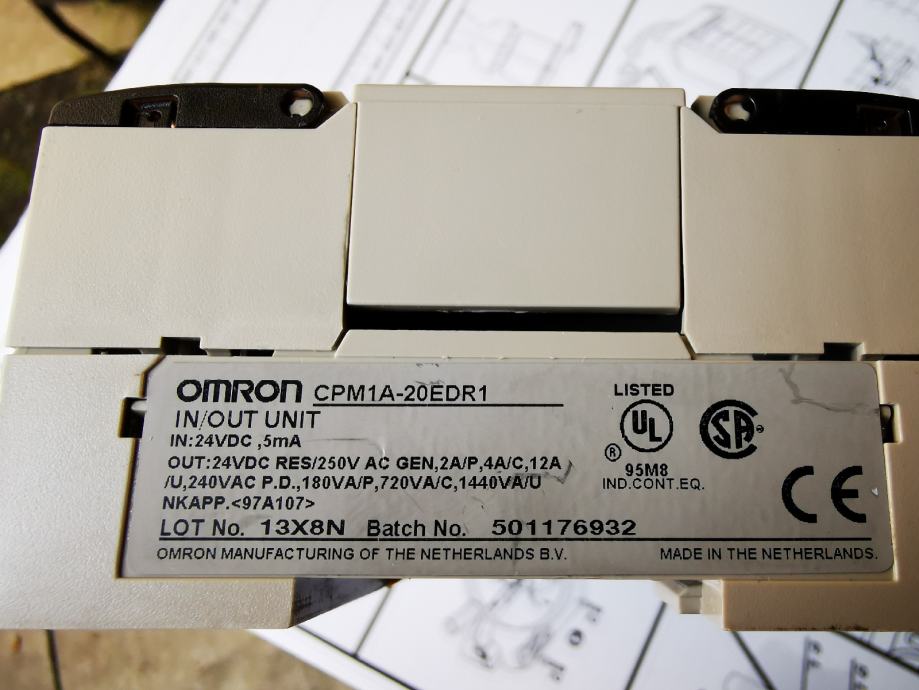 OMRON CPM1A-20EDR1
IN/OUT UNIT
IN:24VDC ,5mA
OUT:24VDC RES/250V AC GEN,2A/P,4A/C,12A
/U,240VAC P.D.,180VA/P,720VA/C,1440VA/U
NKAPP.<97A107>
LOT No. 13X8N Batch No. 501176932
OMRON MANUFACTURING OF THE NETHERLANDS B.V. MADE IN THE NETHERLANDS.
LISTED
UL
®
95M8
IND.CONT.EQ.
SA
CE